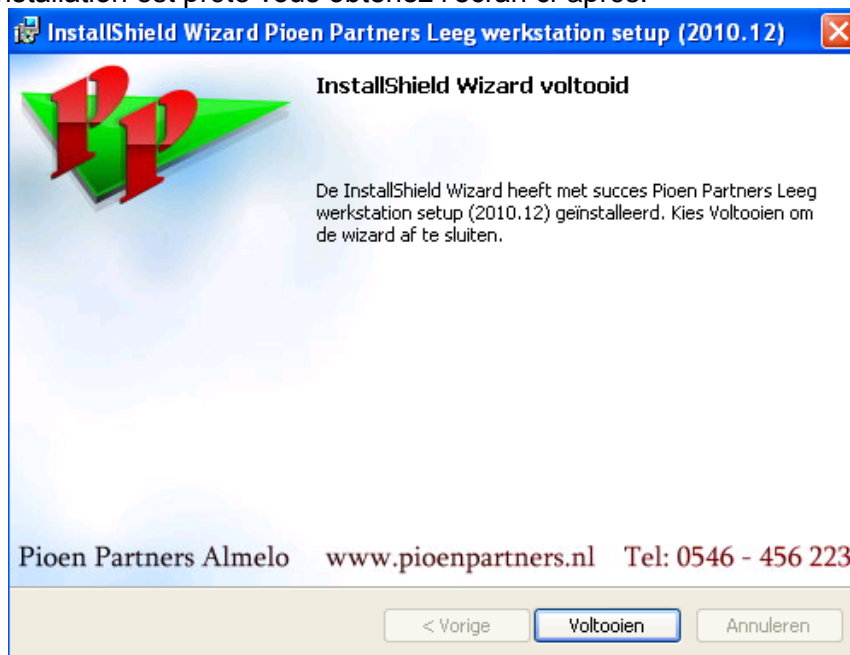 InstallShield Wizard Pioen Partners Leeg werkstation setup (2010.12)
PP
InstallShield Wizard voltooid
De InstallShield Wizard heeft met succes Pioen Partners Leeg
werkstation setup (2010.12) geïnstalleerd. Kies Voltooien om
de wizard af te sluiten.
Pioen Partners Almelo www.pioenpartners.nl Tel: 0546 - 456 223
< Vorige Voltooien Annuleren